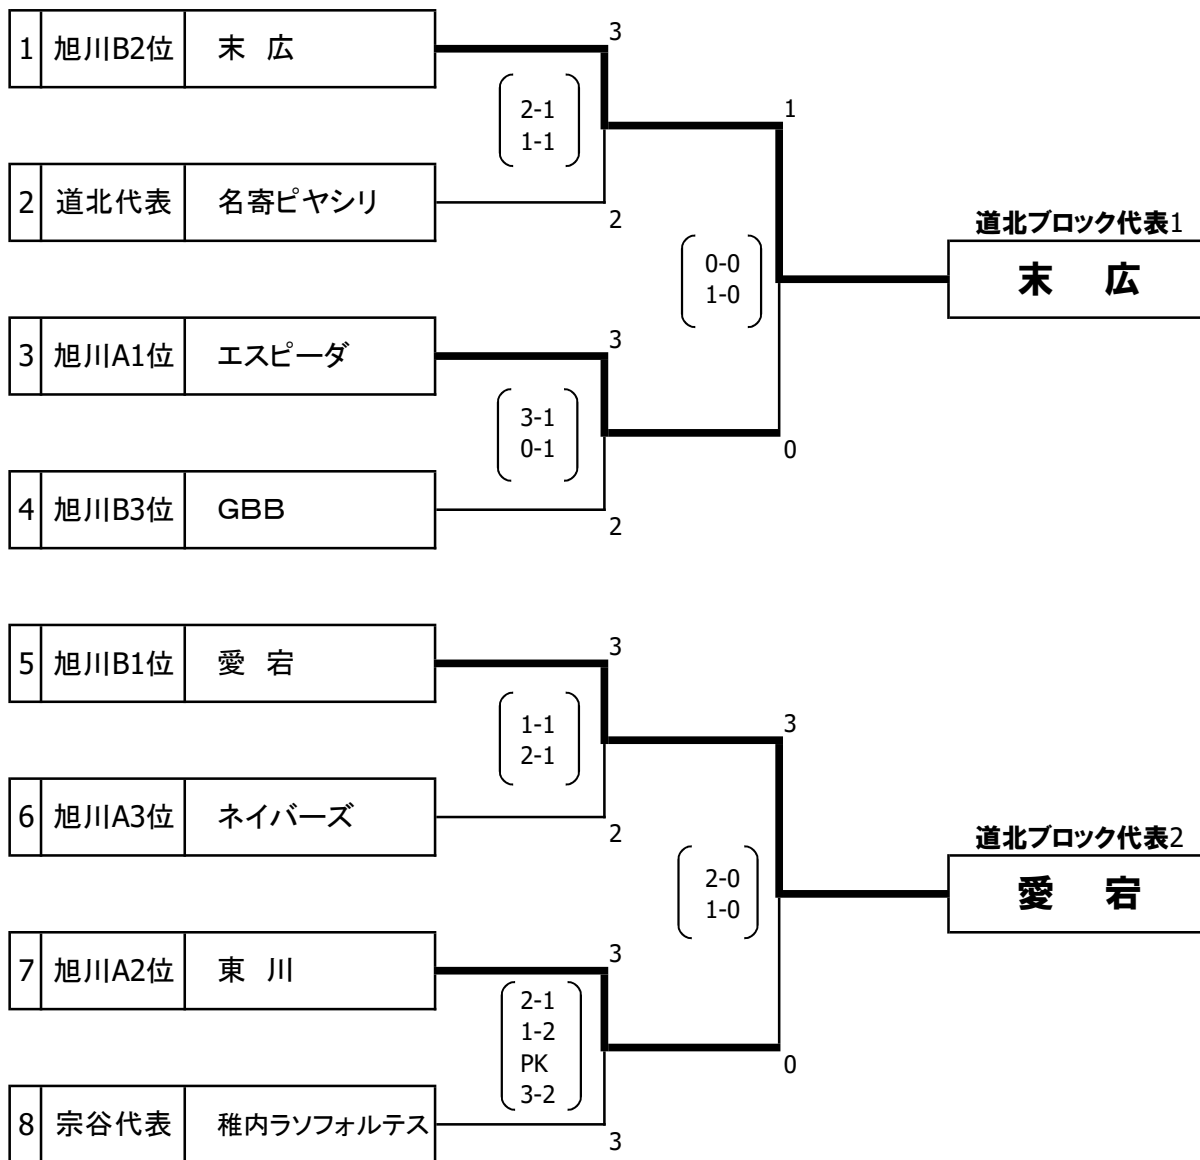 1 旭川B2位 末 広
3
2-1
1-1
2 道北代表 名寄ピヤシリ
2
1
0-0
1-0
道北ブロック代表1
末 広
3 旭川A1位 エスピーダ
3
3-1
0-1
0
4 旭川B3位 GBB
2
5 旭川B1位 愛 宕
3
1-1
2-1
6 旭川A3位 ネイバーズ
2
3
2-0
1-0
道北ブロック代表2
愛 宕
7 旭川A2位 東 川
3
2-1
1-2
PK
3-2
0
8 宗谷代表 稚内ラソフォルテス
3